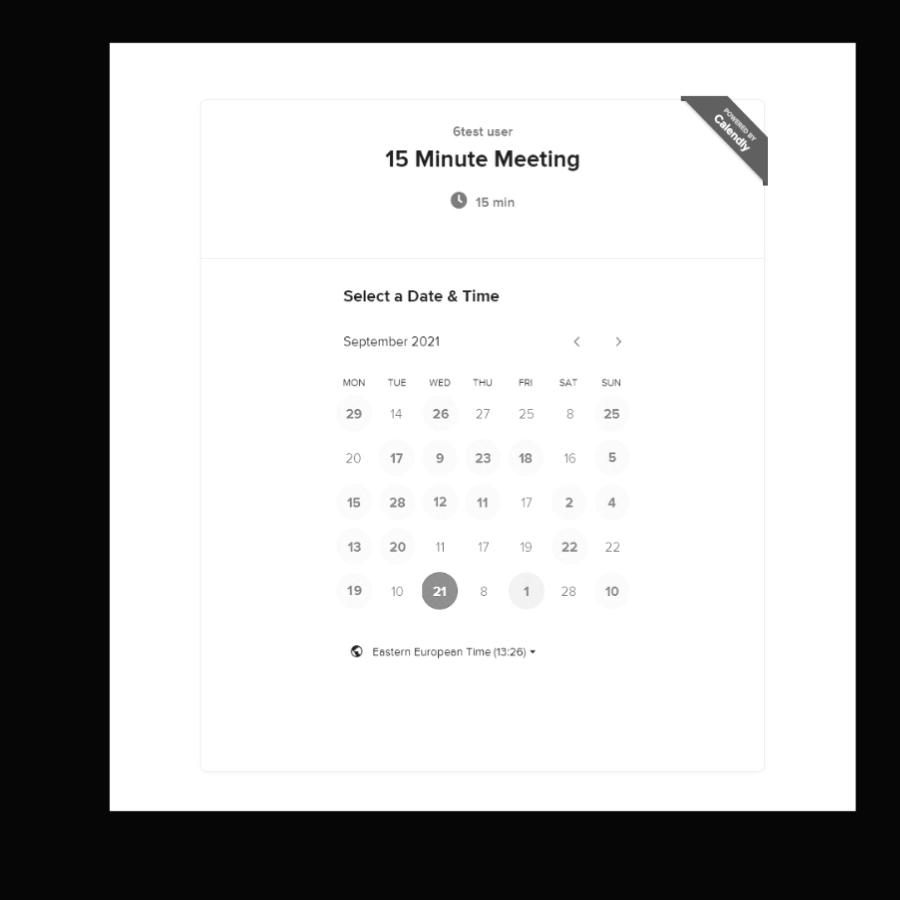 POWERED BY
Calendly
6test user
15 Minute Meeting
15 min
Select a Date & Time
September 2021
MON TUE WED THU FRI SAT SUN
29 14 26 27 25 8 25
20 17 9 23 18 16 5
15 28 12 11 17 2 4
13 20 11 17 19 22 22
19 10 21 8 1 28 10
Eastern European Time (13:26)